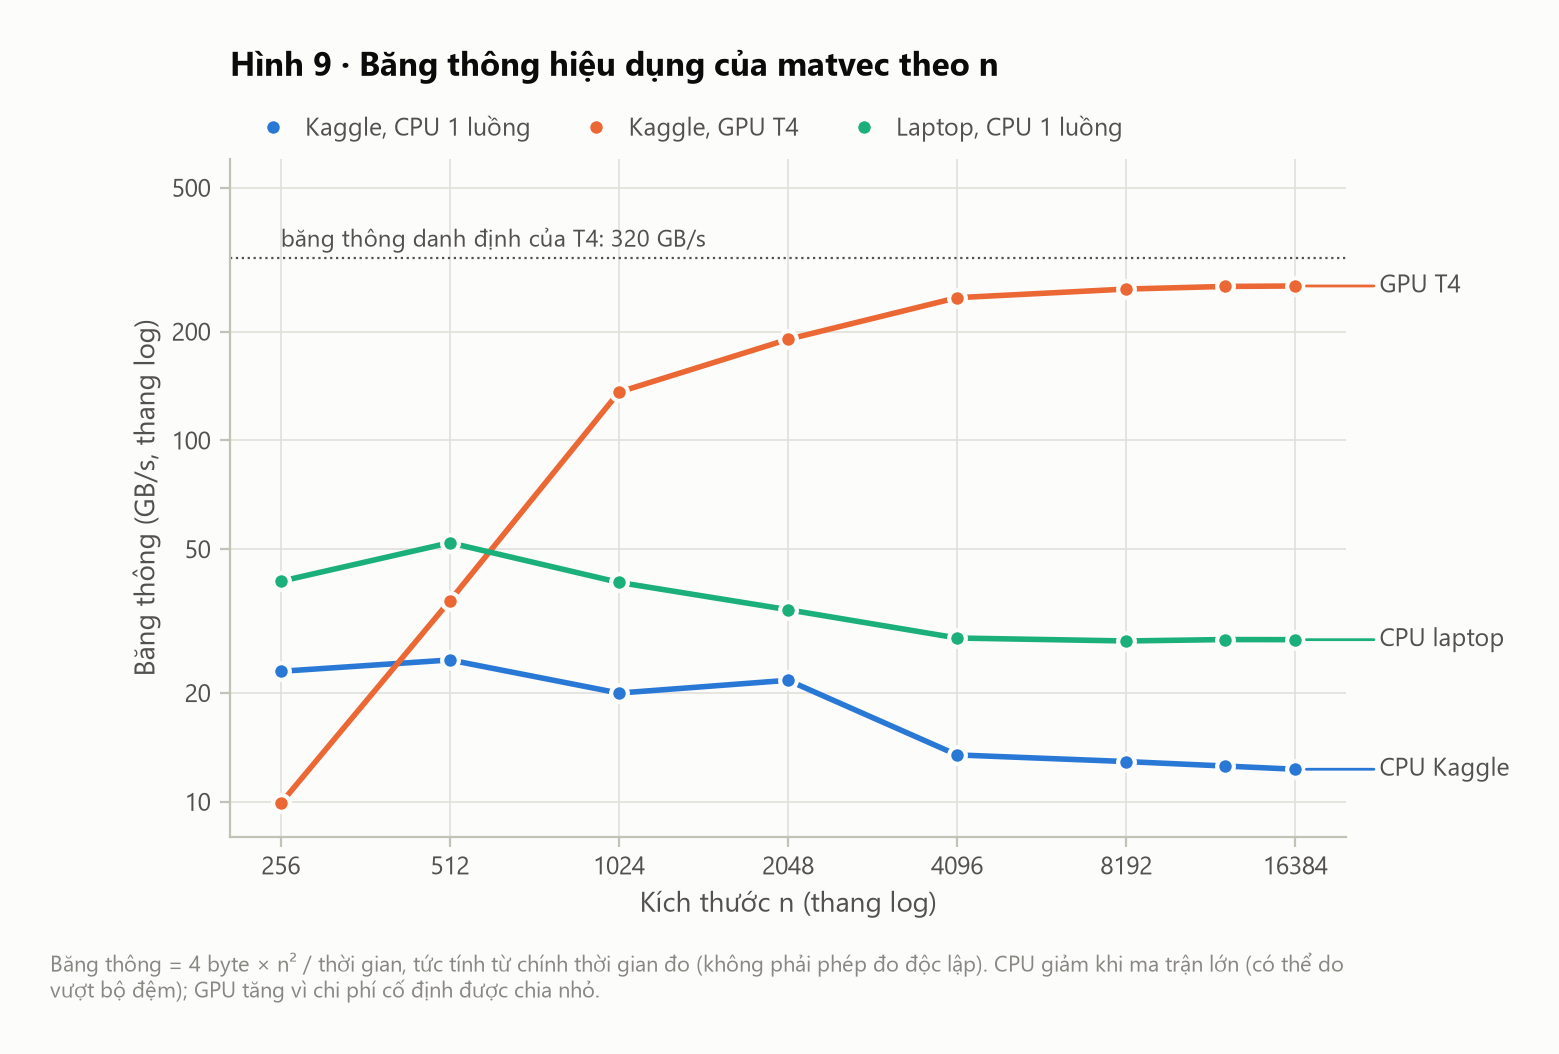 Hình 9 · Băng thông hiệu dụng của matvec theo n
Kaggle, CPU 1 luồng
Kaggle, GPU T4
Laptop, CPU 1 luồng
500
băng thông danh định của T4: 320 GB/s
GPU T4
200
100
50
20
10
Băng thông (GB/s, thang log)
CPU laptop
CPU Kaggle
256
512
1024
2048
4096
8192
16384
Kích thước n (thang log)
Băng thông = 4 byte × n² / thời gian, tức tính từ chính thời gian đo (không phải phép đo độc lập). CPU giảm khi ma trận lớn (có thể do
vượt bộ đệm); GPU tăng vì chi phí cố định được chia nhỏ.